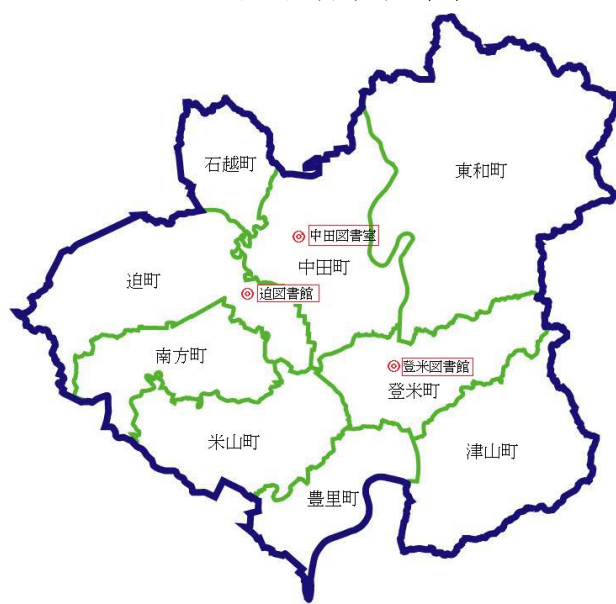 石越町
東和町
中田図書室
中田町
迫町
迫図書館
南方町
登米図書館
登米町
米山町
津山町
豊里町